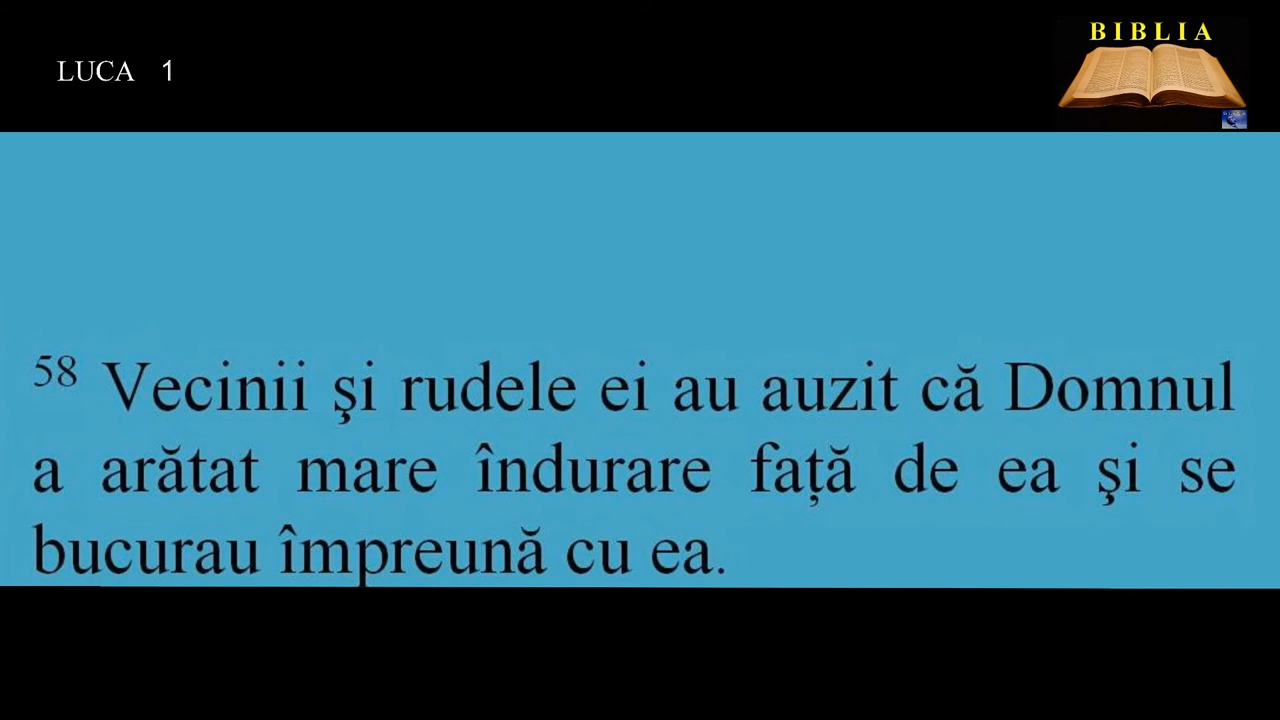 BIBLIA
LUCA 1
58 Vecinii şi rudele ei au auzit că Domnul
a arătat mare îndurare față de ea şi se
bucurau împreună cu ea.